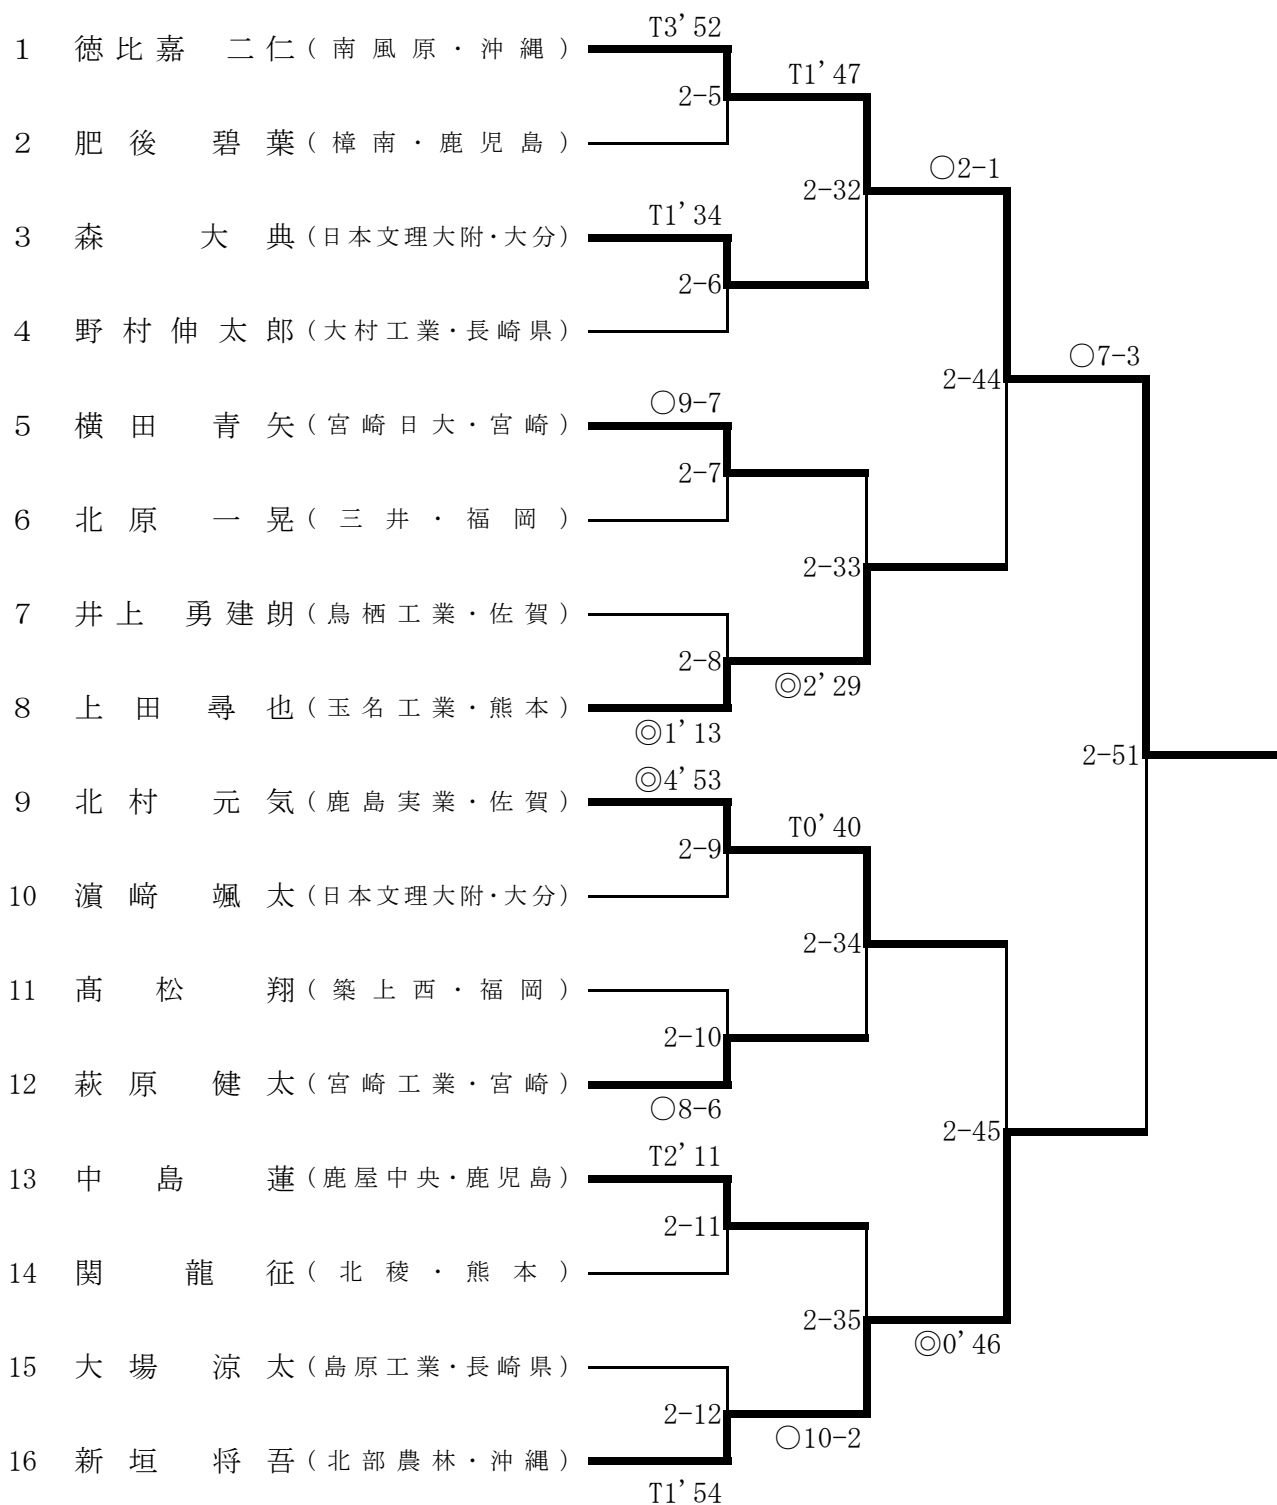 T3’52
1 徳比嘉 二仁(南風原・沖縄)
T1’47
2-5
2 肥後 碧葉(樟南・鹿児島)
○2-1
2-32
T1’34
3 森 大典(日本文理大附・大分)
2-6
4 野村伸太郎(大村工業・長崎県)
○7-3
2-44
○9-7
5 横田 青矢(宮崎日大・宮崎)
2-7
6 北原 一晃(三井・福岡)
2-33
7 井上 勇建朗(鳥栖工業・佐賀)
2-8
◎2’29
8 上田 尋也(玉名工業・熊本)
◎1’13
2-51
◎4’53
9 北村 元気(鹿島実業・佐賀)
T0’40
2-9
10 濵﨑 颯太(日本文理大附・大分)
2-34
11 髙松 翔(築上西・福岡)
2-10
12 萩原 健太(宮崎工業・宮崎)
○8-6
2-45
T2’11
13 中島 蓮(鹿屋中央・鹿児島)
2-11
14 関 龍征(北稜・熊本)
2-35
◎0’46
15 大場 涼太(島原工業・長崎県)
2-12
○10-2
16 新垣 将吾(北部農林・沖縄)
T1’54